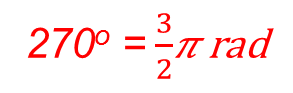 270° = 3/2 π rad